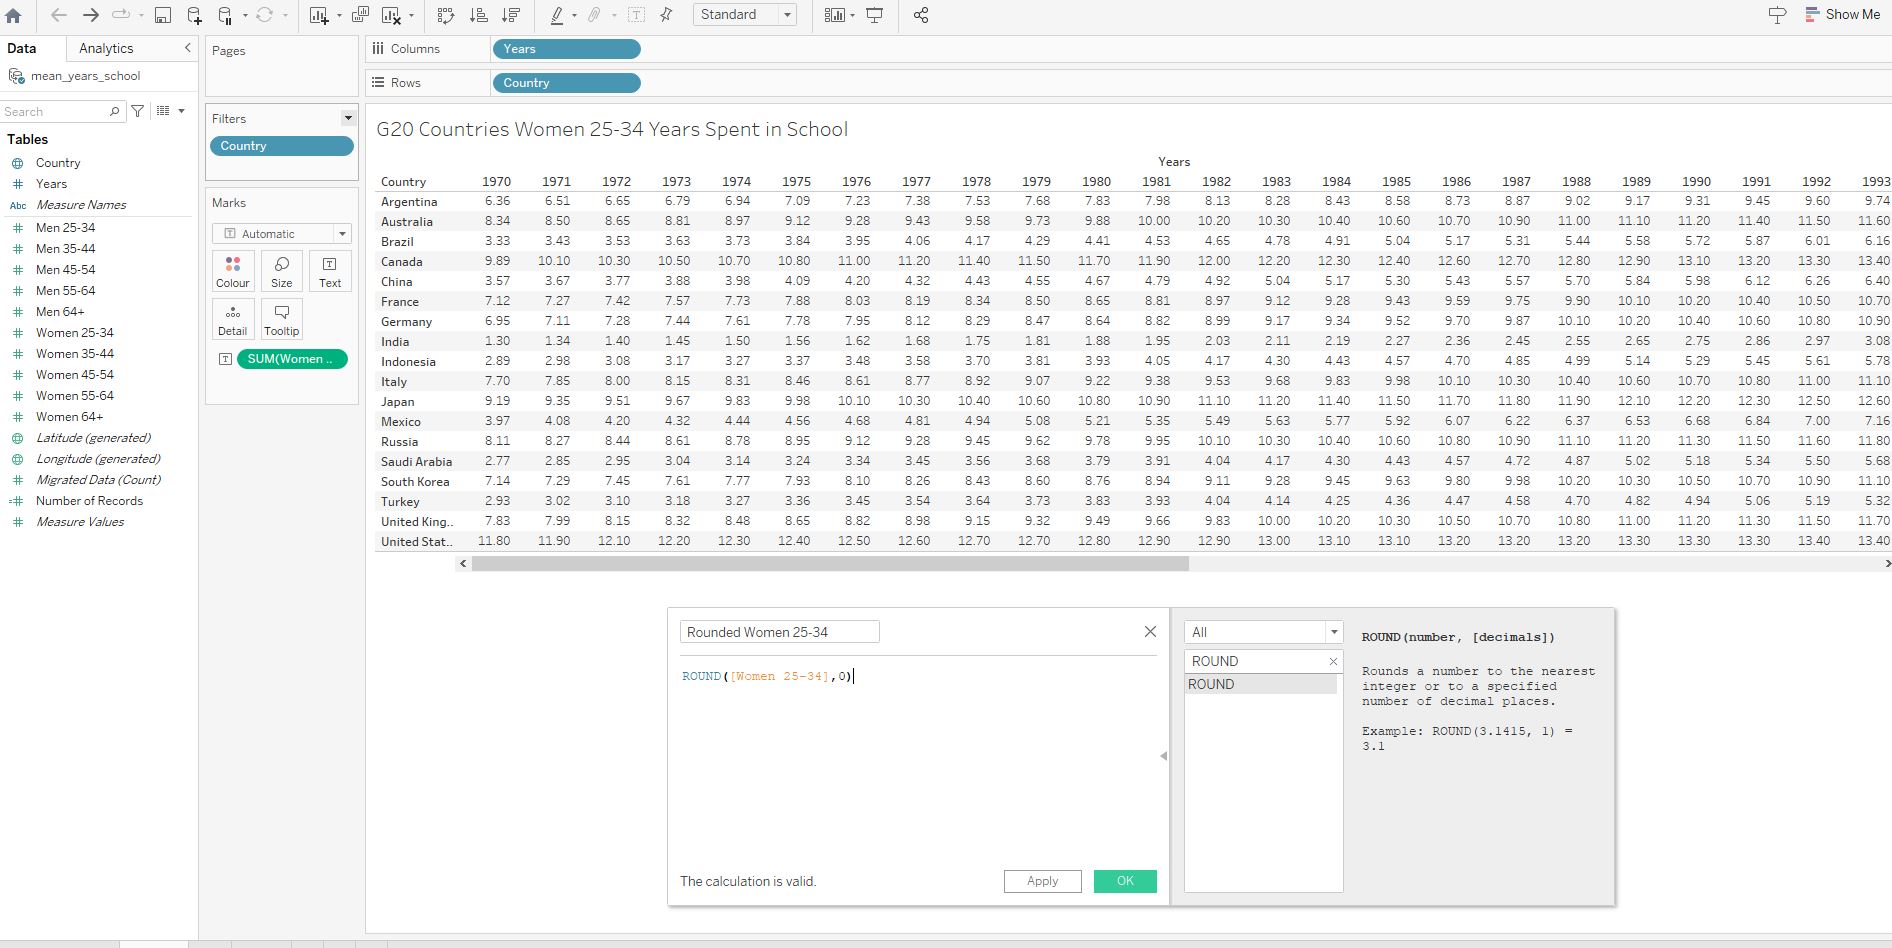 Standard
Show Me
Data Analytics
mean_years_school
Search
Tables
Country
Years
Abc Measure Names
Men 25-34
Men 35-44
Men 45-54
Men 55-64
Men 64+
Women 25-34
Women 35-44
Women 45-54
Women 55-64
Women 64+
Latitude (generated)
Longitude (generated)
Migrated Data (Count)
Number of Records
Measure Values
Pages
Filters
Country
Marks
Automatic
Colour Size Text
Detail Tooltip
SUM(Women ..
Columns Years
Rows Country
G20 Countries Women 25-34 Years Spent in School
Years
Country 1970 1971 1972 1973 1974 1975 1976 1977 1978 1979 1980 1981 1982 1983 1984 1985 1986 1987 1988 1989 1990 1991 1992 1993
Argentina 6.36 6.51 6.65 6.79 6.94 7.09 7.23 7.38 7.53 7.68 7.83 7.98 8.13 8.28 8.43 8.58 8.73 8.87 9.02 9.17 9.31 9.45 9.60 9.74
Australia 8.34 8.50 8.65 8.81 8.97 9.12 9.28 9.43 9.58 9.73 9.88 10.00 10.20 10.30 10.40 10.60 10.70 10.90 11.00 11.10 11.20 11.40 11.50 11.60
Brazil 3.33 3.43 3.53 3.63 3.73 3.84 3.95 4.06 4.17 4.29 4.41 4.53 4.65 4.78 4.91 5.04 5.17 5.31 5.44 5.58 5.72 5.87 6.01 6.16
Canada 9.89 10.10 10.30 10.50 10.70 10.80 11.00 11.20 11.40 11.50 11.70 11.90 12.00 12.20 12.30 12.40 12.60 12.70 12.80 12.90 13.10 13.20 13.30 13.40
China 3.57 3.67 3.77 3.88 3.98 4.09 4.20 4.32 4.43 4.55 4.67 4.79 4.92 5.04 5.17 5.30 5.43 5.57 5.70 5.84 5.98 6.12 6.26 6.40
France 7.12 7.27 7.42 7.57 7.73 7.88 8.03 8.19 8.34 8.50 8.65 8.81 8.97 9.12 9.28 9.43 9.59 9.75 9.90 10.10 10.20 10.40 10.50 10.70
Germany 6.95 7.11 7.28 7.44 7.61 7.78 7.95 8.12 8.29 8.47 8.64 8.82 8.99 9.17 9.34 9.52 9.70 9.87 10.10 10.20 10.40 10.60 10.80 10.90
India 1.30 1.34 1.40 1.45 1.50 1.56 1.62 1.68 1.75 1.81 1.88 1.95 2.03 2.11 2.19 2.27 2.36 2.45 2.55 2.65 2.75 2.86 2.97 3.08
Indonesia 2.89 2.98 3.08 3.17 3.27 3.37 3.48 3.58 3.70 3.81 3.93 4.05 4.17 4.30 4.43 4.57 4.70 4.85 4.99 5.14 5.29 5.45 5.61 5.78
Italy 7.70 7.85 8.00 8.15 8.31 8.46 8.61 8.77 8.92 9.07 9.22 9.38 9.53 9.68 9.83 9.98 10.10 10.30 10.40 10.60 10.70 10.80 11.00 11.10
Japan 9.19 9.35 9.51 9.67 9.83 9.98 10.10 10.30 10.40 10.60 10.80 10.90 11.10 11.20 11.40 11.50 11.70 11.80 11.90 12.10 12.20 12.30 12.50 12.60
Mexico 3.97 4.08 4.20 4.32 4.44 4.56 4.68 4.81 4.94 5.08 5.21 5.35 5.49 5.63 5.77 5.92 6.07 6.22 6.37 6.53 6.68 6.84 7.00 7.16
Russia 8.11 8.27 8.44 8.61 8.78 8.95 9.12 9.28 9.45 9.62 9.78 9.95 10.10 10.30 10.40 10.60 10.80 10.90 11.10 11.20 11.30 11.50 11.60 11.80
Saudi Arabia 2.77 2.85 2.95 3.04 3.14 3.24 3.34 3.45 3.56 3.68 3.79 3.91 4.04 4.17 4.30 4.43 4.57 4.72 4.87 5.02 5.18 5.34 5.50 5.68
South Korea 7.14 7.29 7.45 7.61 7.77 7.93 8.10 8.26 8.43 8.60 8.76 8.94 9.11 9.28 9.45 9.63 9.80 9.98 10.20 10.30 10.50 10.70 10.90 11.10
Turkey 2.93 3.02 3.10 3.18 3.27 3.36 3.45 3.54 3.64 3.73 3.83 3.93 4.04 4.14 4.25 4.36 4.47 4.58 4.70 4.82 4.94 5.06 5.19 5.32
United King.. 7.83 7.99 8.15 8.32 8.48 8.65 8.82 8.98 9.15 9.32 9.49 9.66 9.83 10.00 10.20 10.30 10.50 10.70 10.80 11.00 11.20 11.30 11.50 11.70
United Stat.. 11.80 11.90 12.10 12.20 12.30 12.40 12.50 12.60 12.70 12.70 12.80 12.90 12.90 13.00 13.10 13.10 13.20 13.20 13.20 13.30 13.30 13.30 13.40 13.40
Rounded Women 25-34
ROUND([Women 25-34],0)
The calculation is valid.
Apply OK
All
ROUND
ROUND
ROUND(number, [decimals])
Rounds a number to the nearest
integer or to a specified
number of decimal places.
Example: ROUND(3.1415, 1) =
3.1